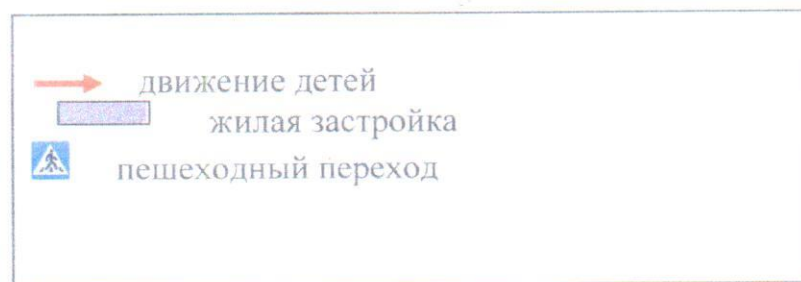 движение детей
жилая застройка
пешеходный переход